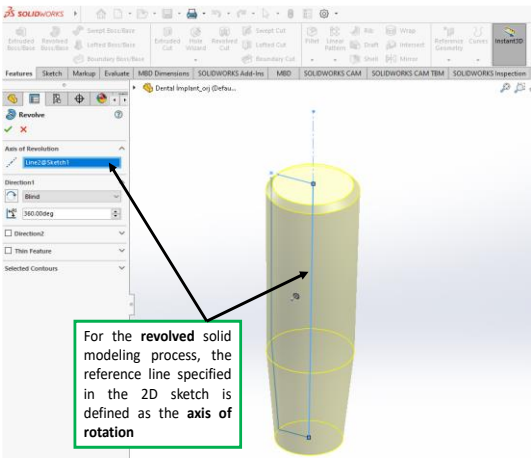 SOLIDWORKS
Extruded Boss/Base
Revolved Boss/Base
Swept Boss/Base
Lofted Boss/Base
Boundary Boss/Base
Extruded Cut
Hole Wizard
Revolved Cut
Swept Cut
Lofted Cut
Boundary Cut
Fillet
Linear Pattern
Rib
Draft
Shell
Wrap
Intersect
Mirror
Reference Geometry
Curves
Instant3D
Features Sketch Markup Evaluate MBD Dimensions SOLIDWORKS Add-Ins MBD SOLIDWORKS CAM SOLIDWORKS CAM TBM SOLIDWORKS Inspection
Dental Implant_orj (Defau...
Revolve
Axis of Revolution
Line2@Sketch1
Direction1
Blind
360.00deg
Direction2
Thin Feature
Selected Contours
For the revolved solid
modeling process, the
reference line specified
in the 2D sketch is
defined as the axis of
rotation